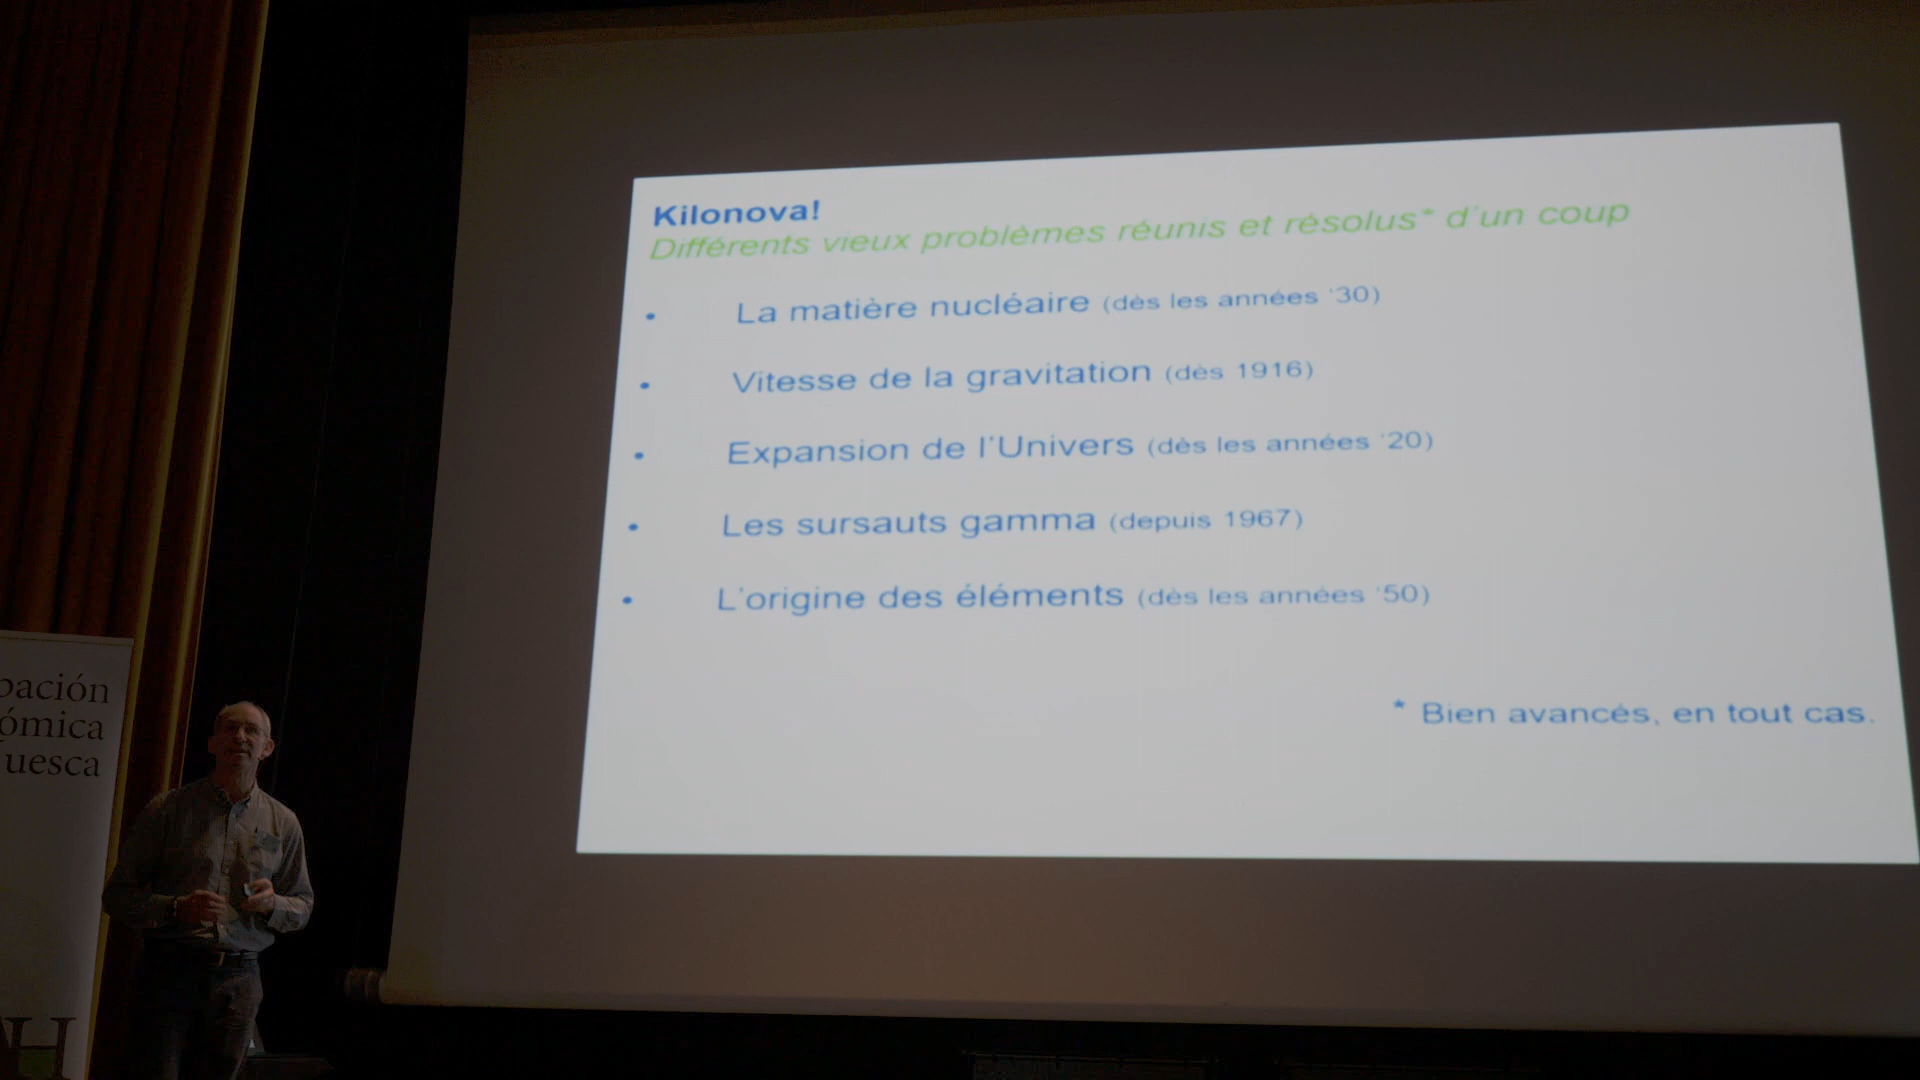 Kilonova!
Différents vieux problèmes réunis et résolus* d'un coup
• La matière nucléaire (dès les années '30)
• Vitesse de la gravitation (dès 1916)
• Expansion de l'Univers (dès les années '20)
• Les sursauts gamma (depuis 1967)
• L'origine des éléments (dès les années '50)
* Bien avancés, en tout cas.
pación
ómica
uesca
H